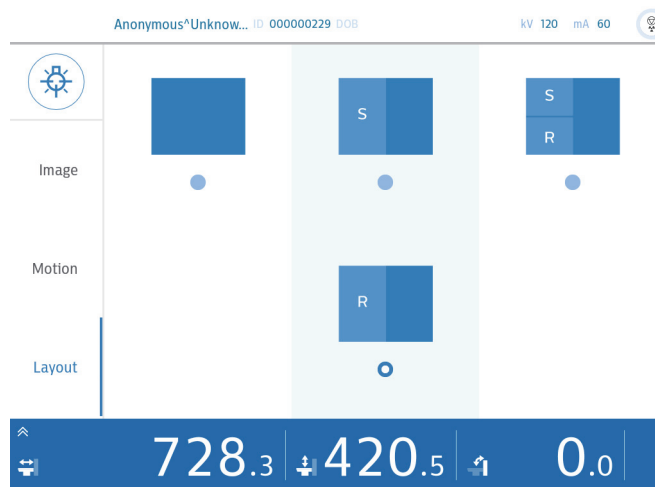 Anonymous^Unknow... ID 000000229 DOB kV 120 mA 60
S
S
R
Image
Motion
R
Layout
728.3 420.5 0.0